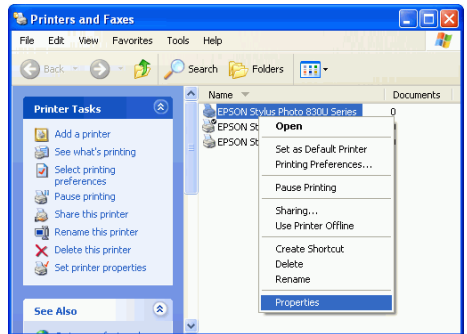 Printers and Faxes
File Edit View Favorites Tools Help
Back Search Folders
Printer Tasks
Add a printer
See what's printing
Select printing
preferences
Pause printing
Share this printer
Rename this printer
Delete this printer
Set printer properties
See Also
Name Documents
EPSON Stylus Photo 830U Series 0
EPSON St
EPSON St
Open
Set as Default Printer
Printing Preferences...
Pause Printing
Sharing...
Use Printer Offline
Create Shortcut
Delete
Rename
Properties